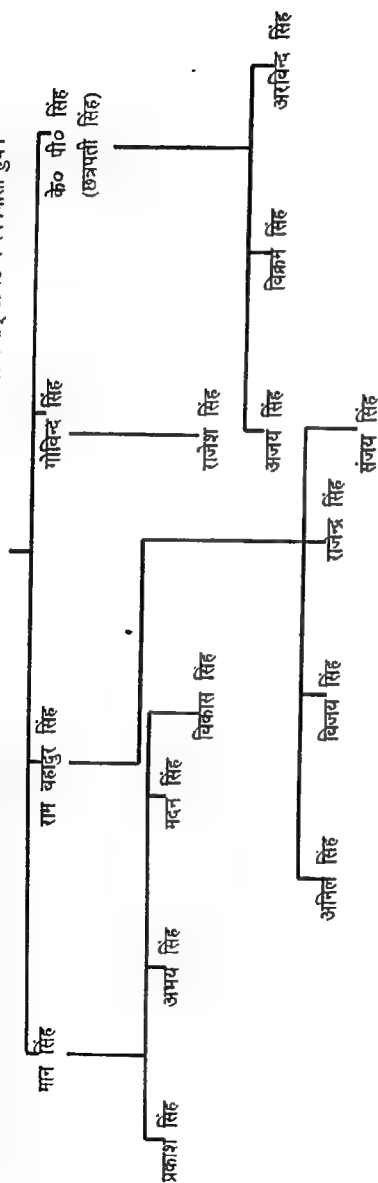 मान सिंह
राम बहादुर सिंह
गोविन्द सिंह
के० पी० सिंह
(छत्रपती सिंह)
प्रकाश सिंह
अभय सिंह
मदन सिंह
विकास सिंह
राजेश सिंह
अजय सिंह
विक्रम सिंह
अरविन्द सिंह
अनिल सिंह
विजय सिंह
राजेन्द्र सिंह
संजय सिंह